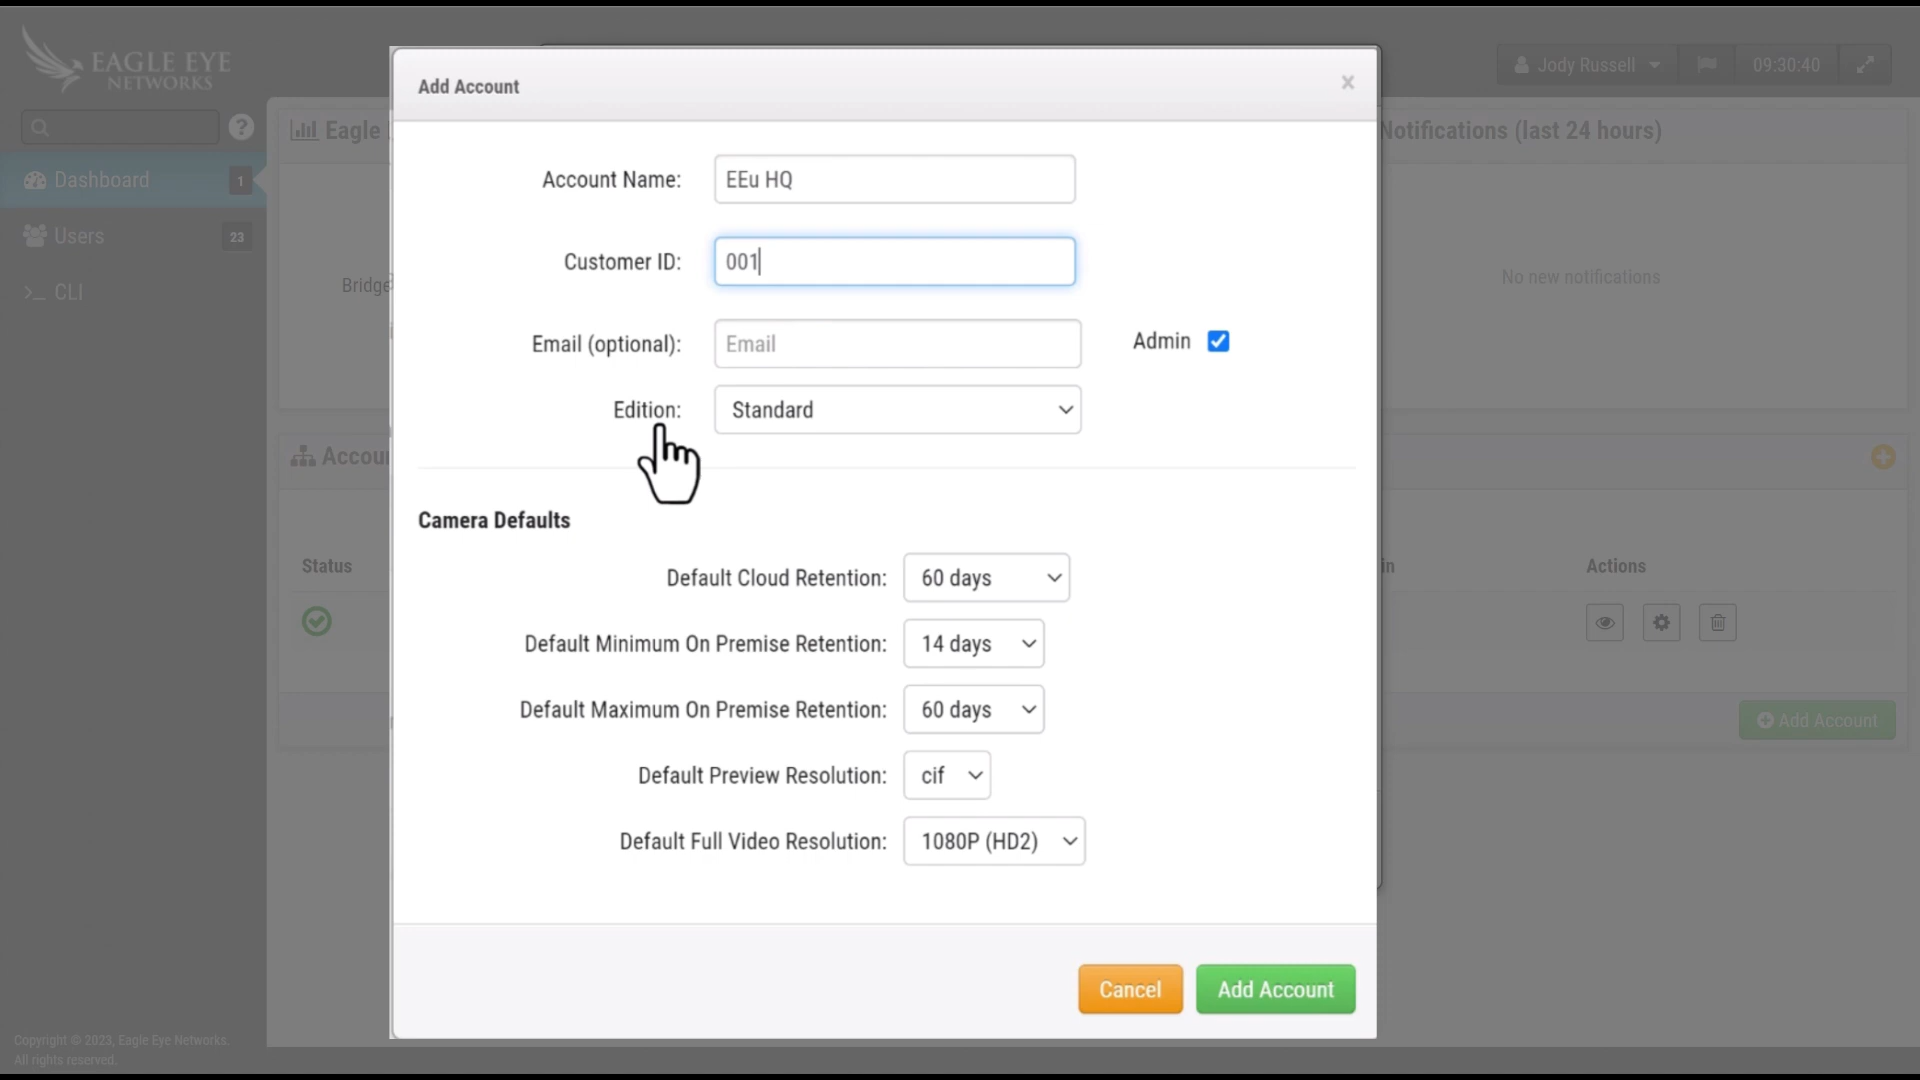 EAGLE EYE
NETWORKS
Jody Russell
09:30:40
Dashboard
1
Users
23
>_ CLI
Eagle
Notifications (last 24 hours)
No new notifications
Bridge
Accou
Status
in
Actions
Add Account
Add Account
×
Account Name:
EEu HQ
Customer ID:
001
Email (optional):
Email
Admin
Edition:
Standard
Camera Defaults
Default Cloud Retention:
60 days
Default Minimum On Premise Retention:
14 days
Default Maximum On Premise Retention:
60 days
Default Preview Resolution:
cif
Default Full Video Resolution:
1080P (HD2)
Cancel
Add Account
Copyright © 2023, Eagle Eye Networks.
All rights reserved.